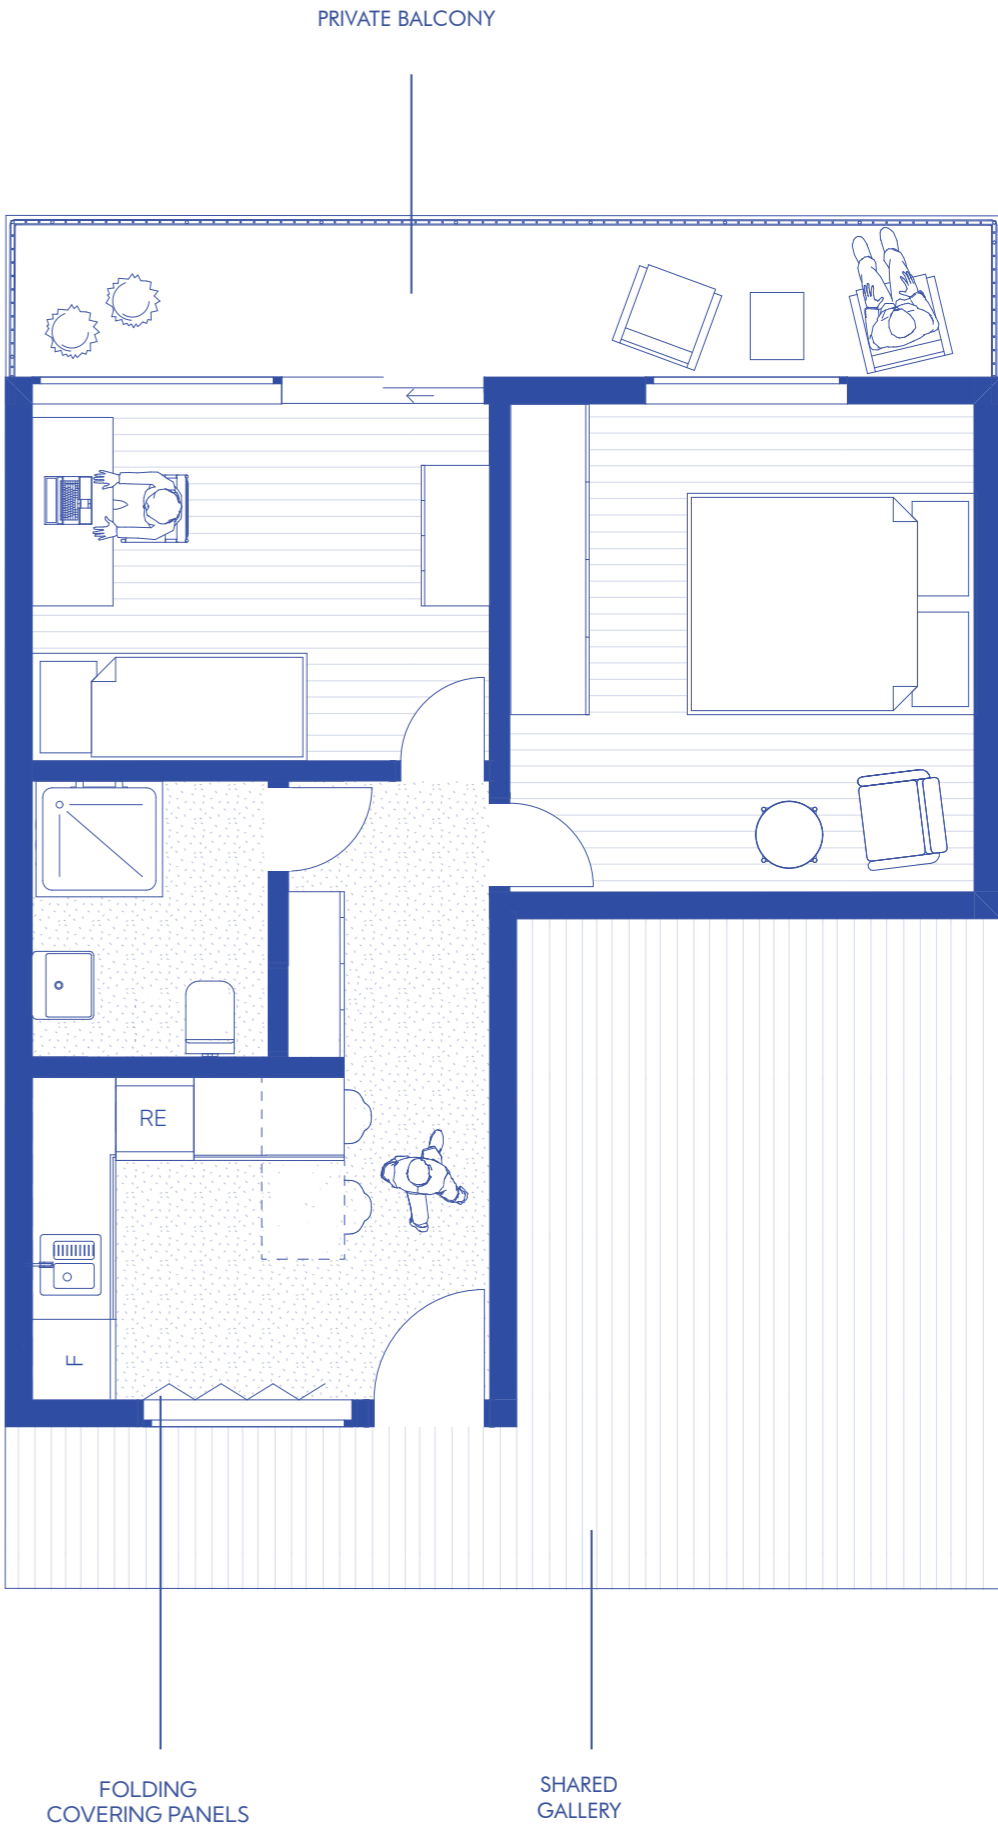 PRIVATE BALCONY
RE
F
FOLDING
COVERING PANELS
SHARED
GALLERY